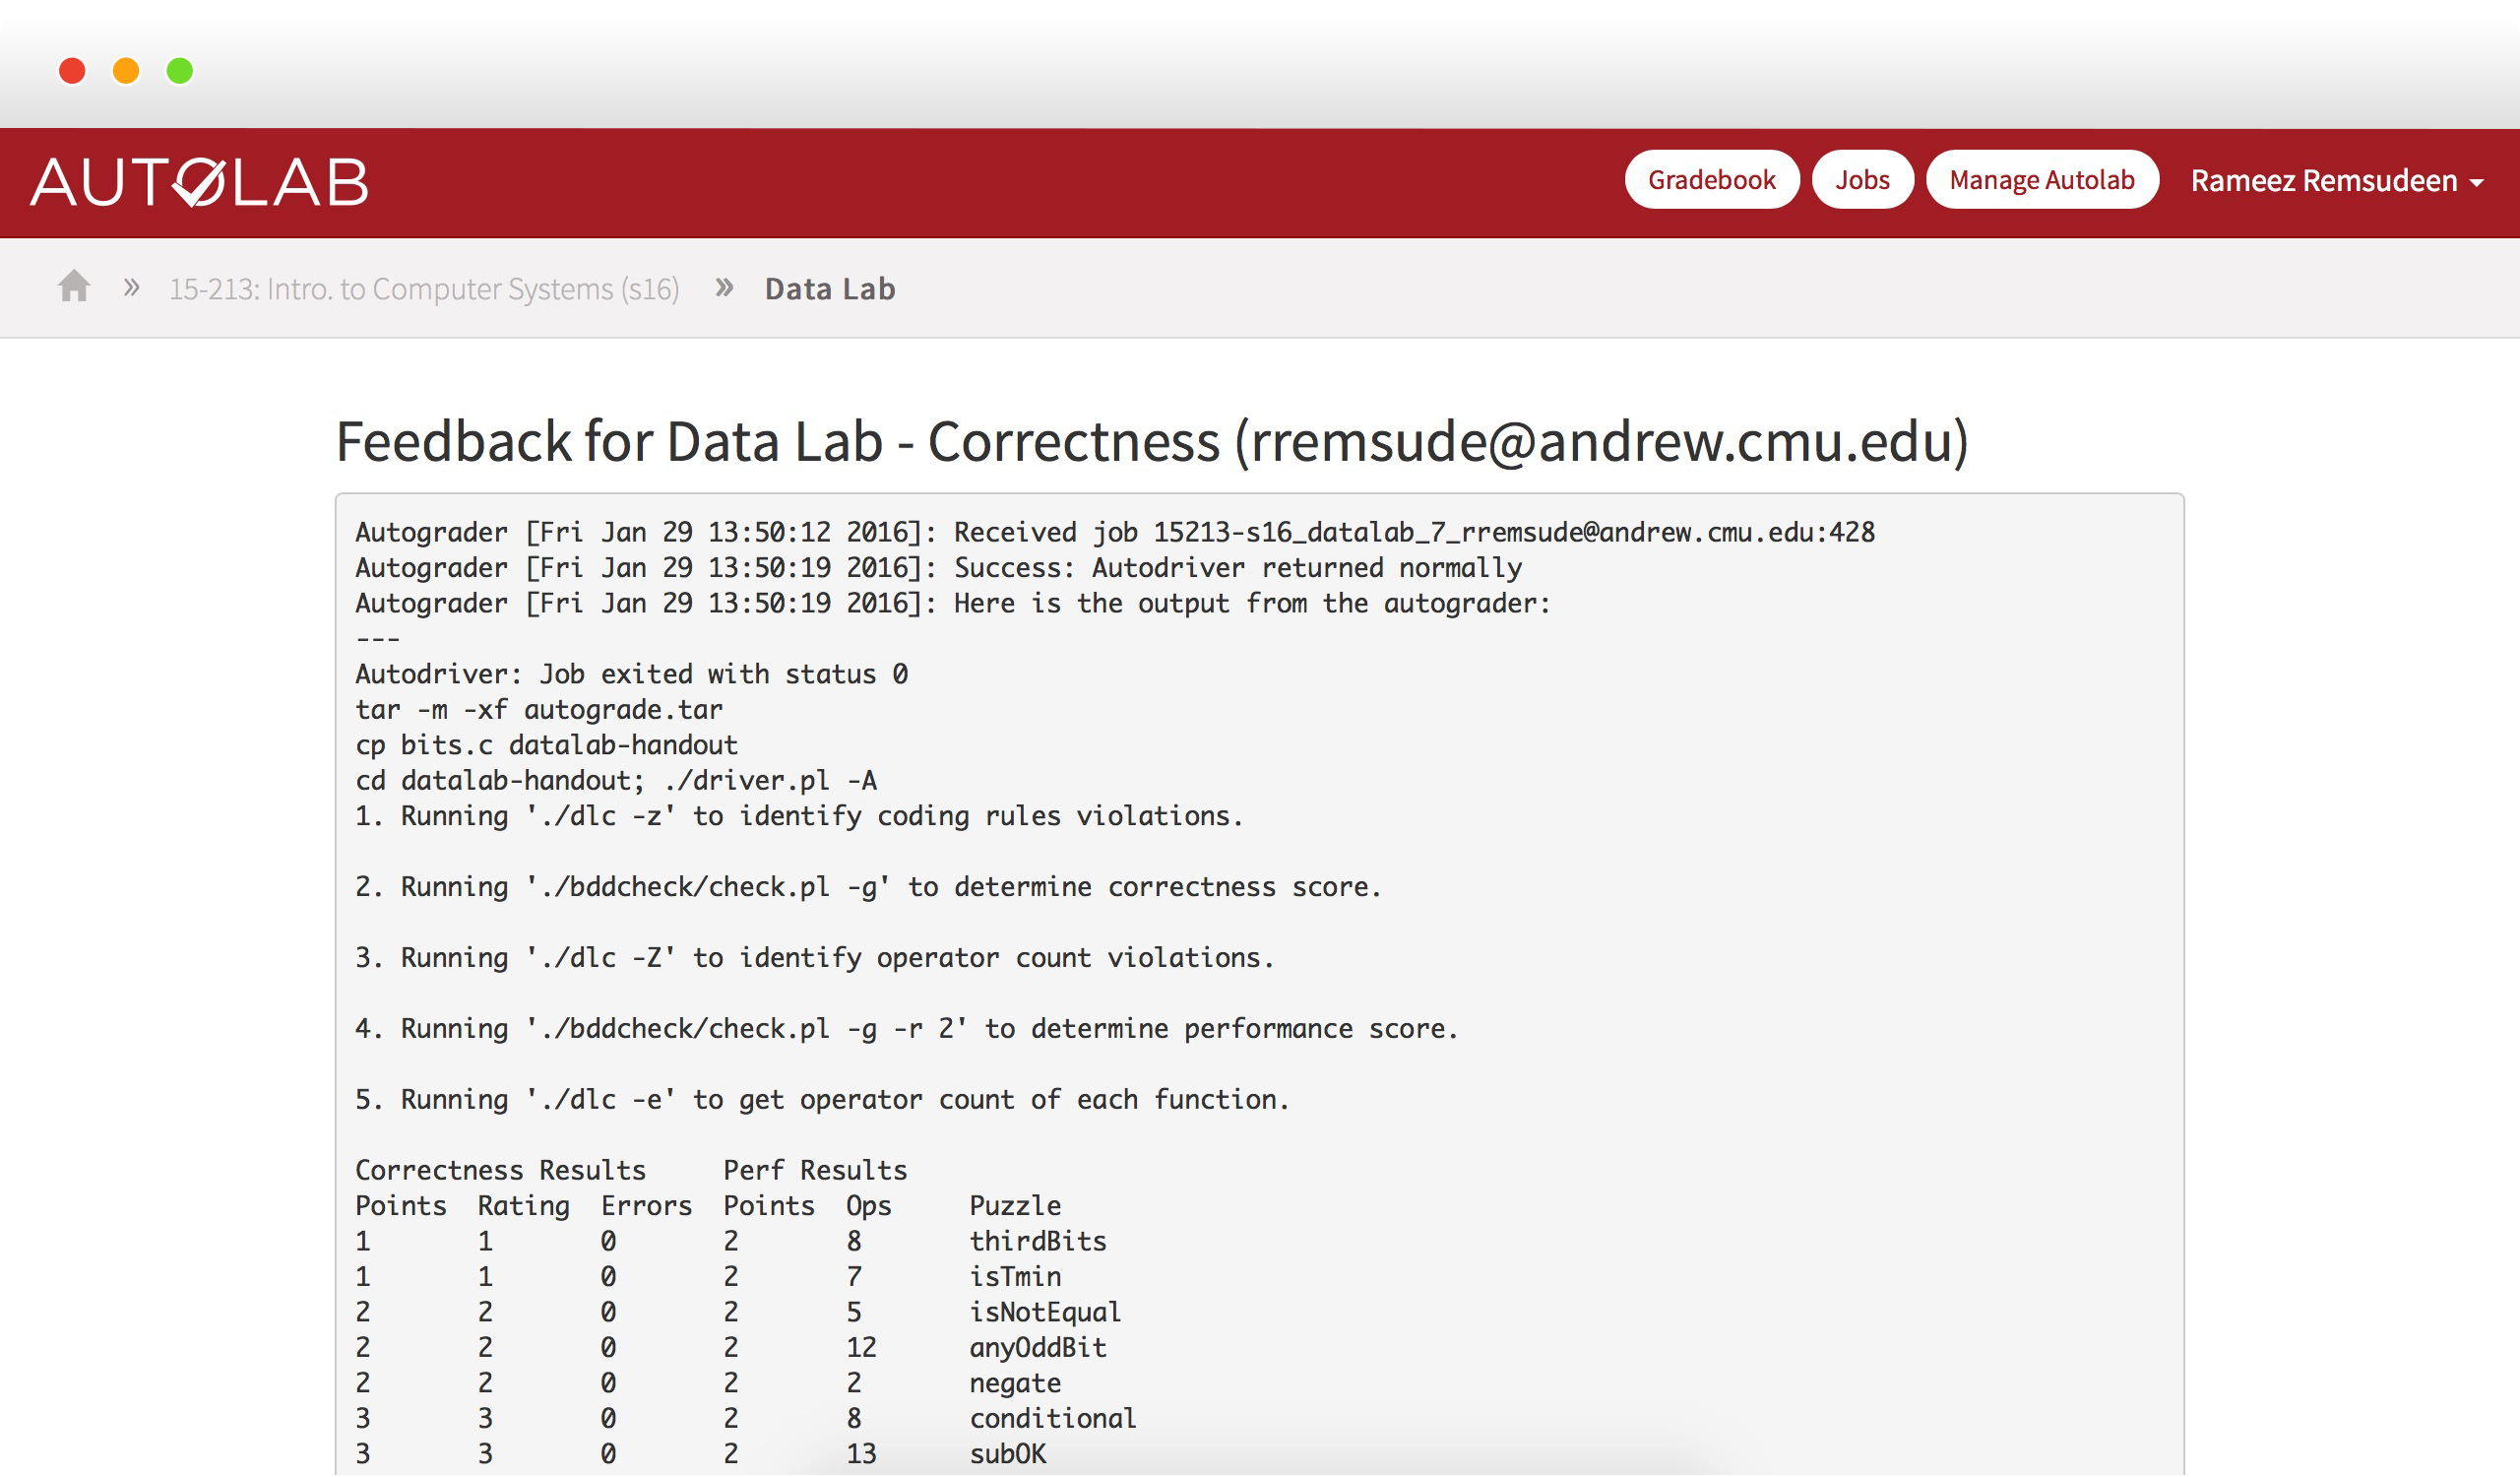 AUTOLAB
Gradebook Jobs Manage Autolab Rameez Remsudeen
» 15-213: Intro. to Computer Systems (s16) » Data Lab
Feedback for Data Lab - Correctness (rremsude@andrew.cmu.edu)
Autograder [Fri Jan 29 13:50:12 2016]: Received job 15213-s16_datalab_7_rremsude@andrew.cmu.edu:428
Autograder [Fri Jan 29 13:50:19 2016]: Success: Autodriver returned normally
Autograder [Fri Jan 29 13:50:19 2016]: Here is the output from the autograder:
---
Autodriver: Job exited with status 0
tar -m -xf autograde.tar
cp bits.c datalab-handout
cd datalab-handout; ./driver.pl -A
1. Running './dlc -z' to identify coding rules violations.
2. Running './bddcheck/check.pl -g' to determine correctness score.
3. Running './dlc -Z' to identify operator count violations.
4. Running './bddcheck/check.pl -g -r 2' to determine performance score.
5. Running './dlc -e' to get operator count of each function.
Correctness Results Perf Results
Points Rating Errors Points Ops Puzzle
1 1 0 2 8 thirdBits
1 1 0 2 7 isTmin
2 2 0 2 5 isNotEqual
2 2 0 2 12 anyOddBit
2 2 0 2 2 negate
3 3 0 2 8 conditional
3 3 0 2 13 subOK